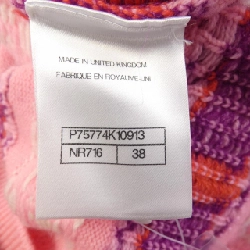 MADE IN UNITED-KINGDOM
FABRIQUE EN ROYAUME-UNI
P75774K10913
NR716 38